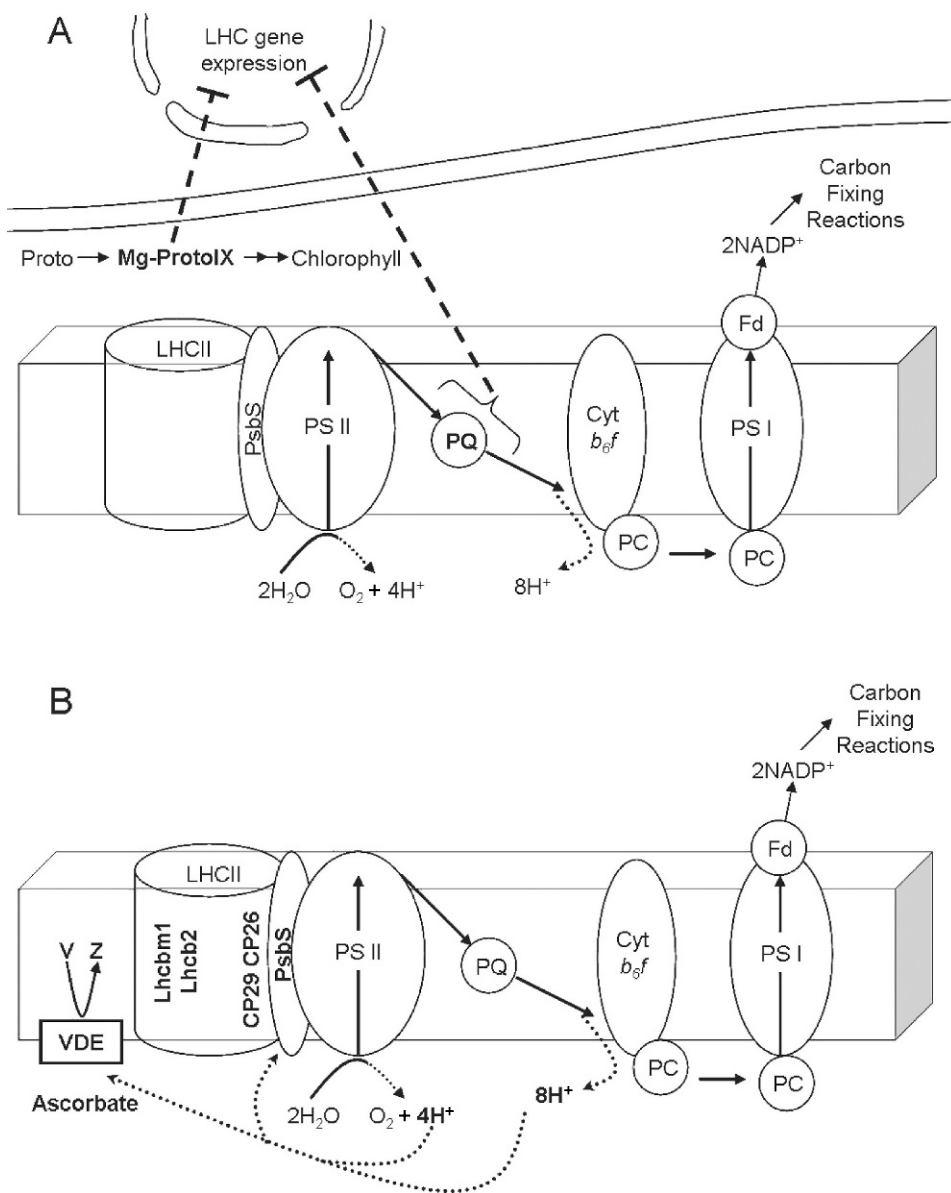 A
LHC gene
expression
Carbon
Fixing
Reactions
2NADP⁺
Proto → Mg-ProtoIX →→ Chlorophyll
Fd
LHCII
PsbS
PS II
PQ
Cyt
b₆f
PS I
PC
PC
2H₂O
O₂ + 4H⁺
8H⁺
B
Carbon
Fixing
Reactions
2NADP⁺
Fd
LHCII
V Z
Lhcbm1
Lhcb2
CP29 CP26
PsbS
PS II
PQ
Cyt
b₆f
PS I
VDE
PC
PC
Ascorbate
2H₂O
O₂ + 4H⁺
8H⁺